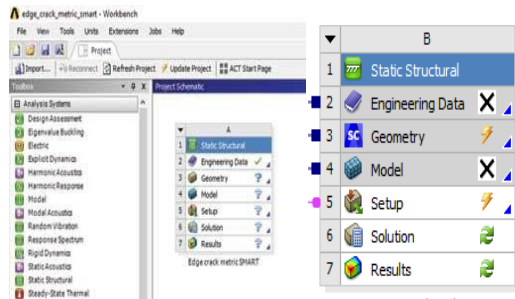 edge_crack_metric_smart - Workbench
File View Tools Units Extensions Jobs Help
Project
Import... Reconnect Refresh Project Update Project ACT Start Page
Toolbox
Project Schematic
Analysis Systems
Design Assessment
Eigenvalue Buckling
Electric
Explicit Dynamics
Harmonic Acoustics
Harmonic Response
Modal
Modal Acoustics
Random Vibration
Response Spectrum
Rigid Dynamics
Static Acoustics
Static Structural
Steady-State Thermal
A
1 Static Structural
2 Engineering Data
3 Geometry ?
4 Model ?
5 Setup ?
6 Solution ?
7 Results ?
Edge crack metric SMART
B
1 Static Structural
2 Engineering Data X
3 SC Geometry
4 Model X
5 Setup
6 Solution
7 Results